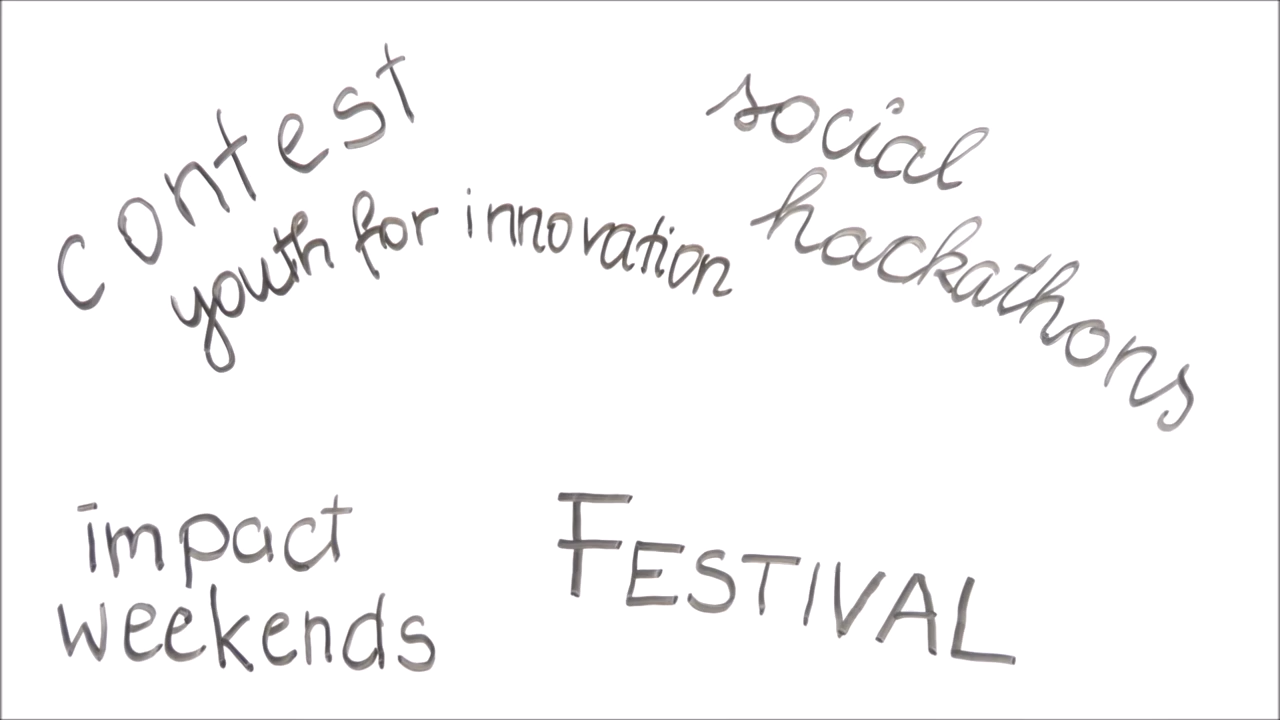 contest
youth for innovation
social
hackathons
impact
weekends
FESTIVAL